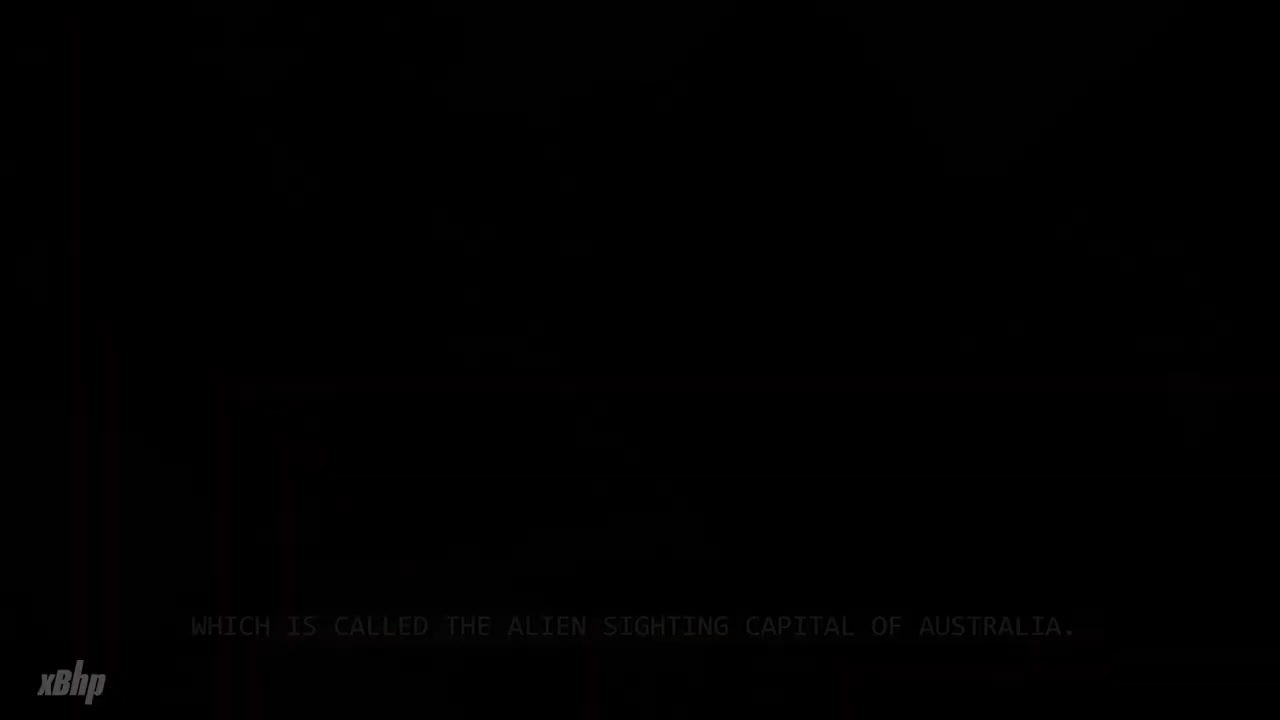 WHICH IS CALLED THE ALIEN SIGHTING CAPITAL OF AUSTRALIA.
xBhp